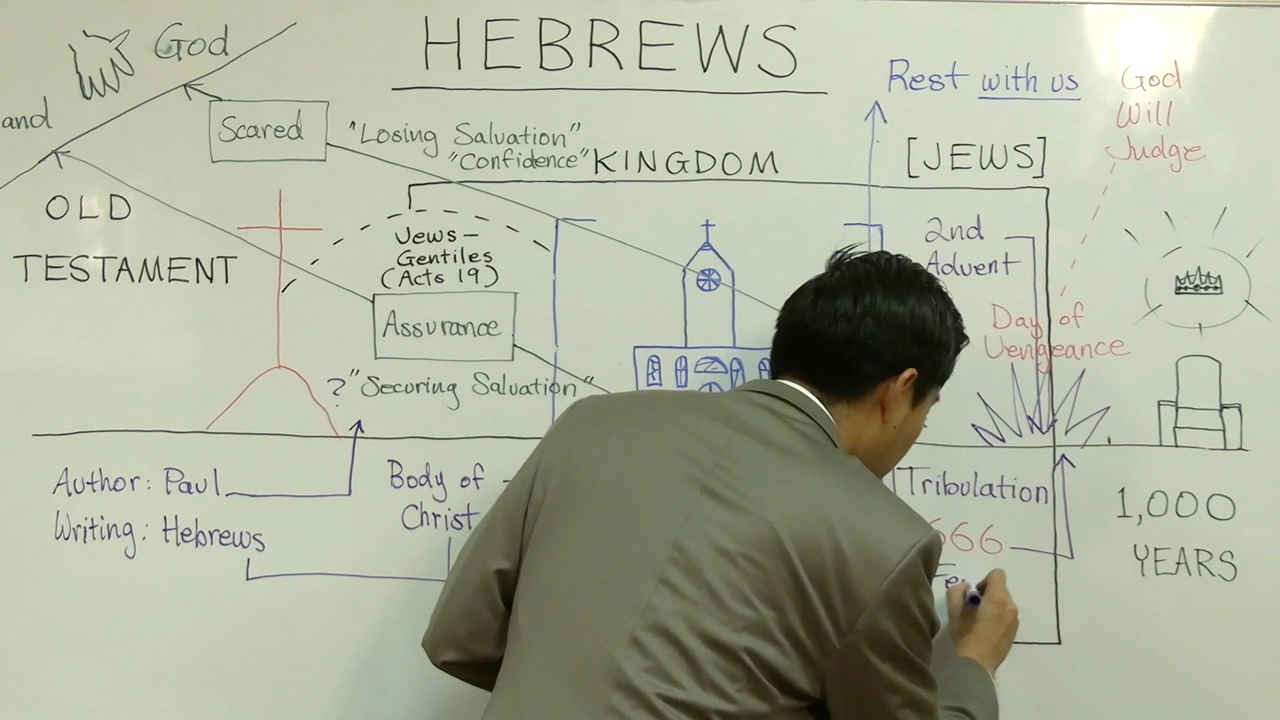 HEBREWS
God
and
Scared
"Losing Salvation"
"Confidence"
KINGDOM
Rest with us
God
Will
Judge
[JEWS]
OLD
TESTAMENT
Jews-
Gentiles
(Acts 19)
Assurance
? "Securing Salvation"
2nd
Advent
Day of
Vengeance
Author: Paul
Writing: Hebrews
Body of
Christ
Tribulation
666
1,000
YEARS